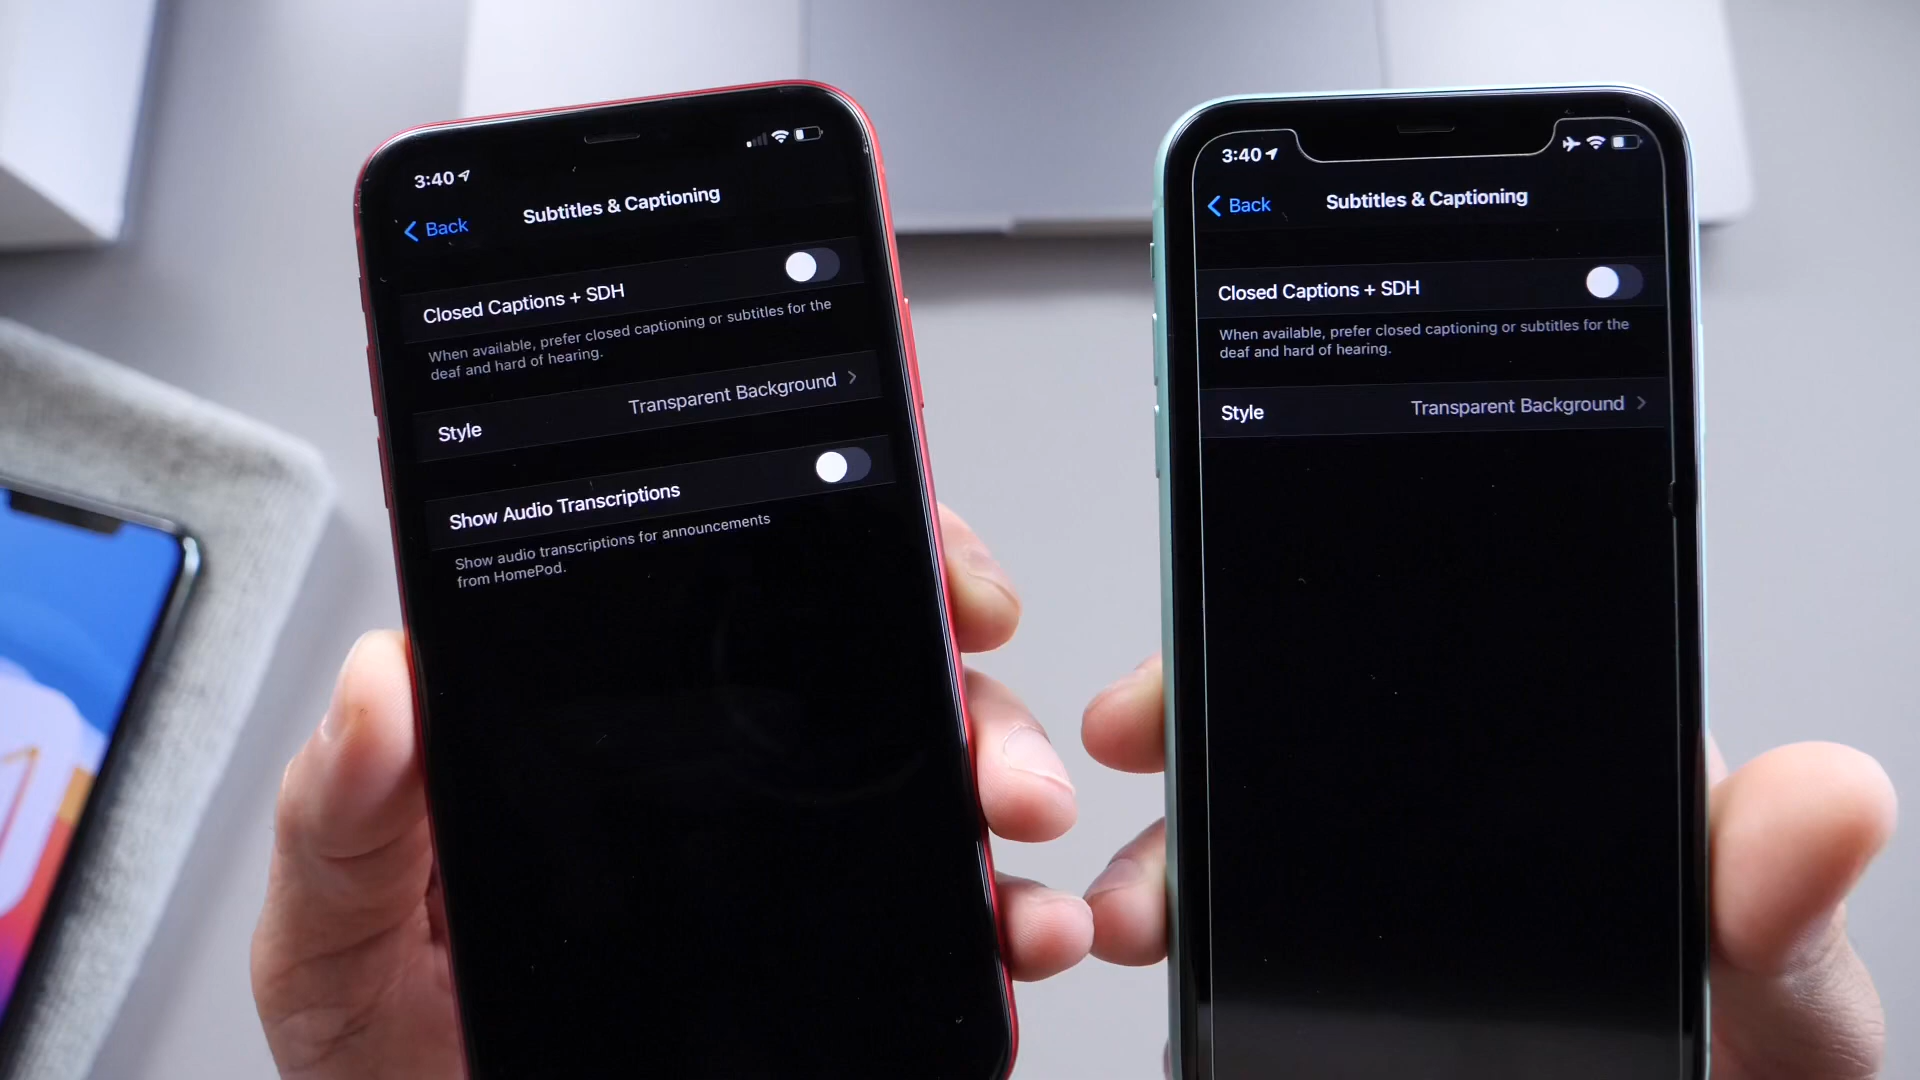 3:40
Back
Subtitles & Captioning
Closed Captions + SDH
When available, prefer closed captioning or subtitles for the
deaf and hard of hearing.
Style
Transparent Background
Show Audio Transcriptions
Show audio transcriptions for announcements
from HomePod.
3:40
Back
Subtitles & Captioning
Closed Captions + SDH
When available, prefer closed captioning or subtitles for the
deaf and hard of hearing.
Style
Transparent Background